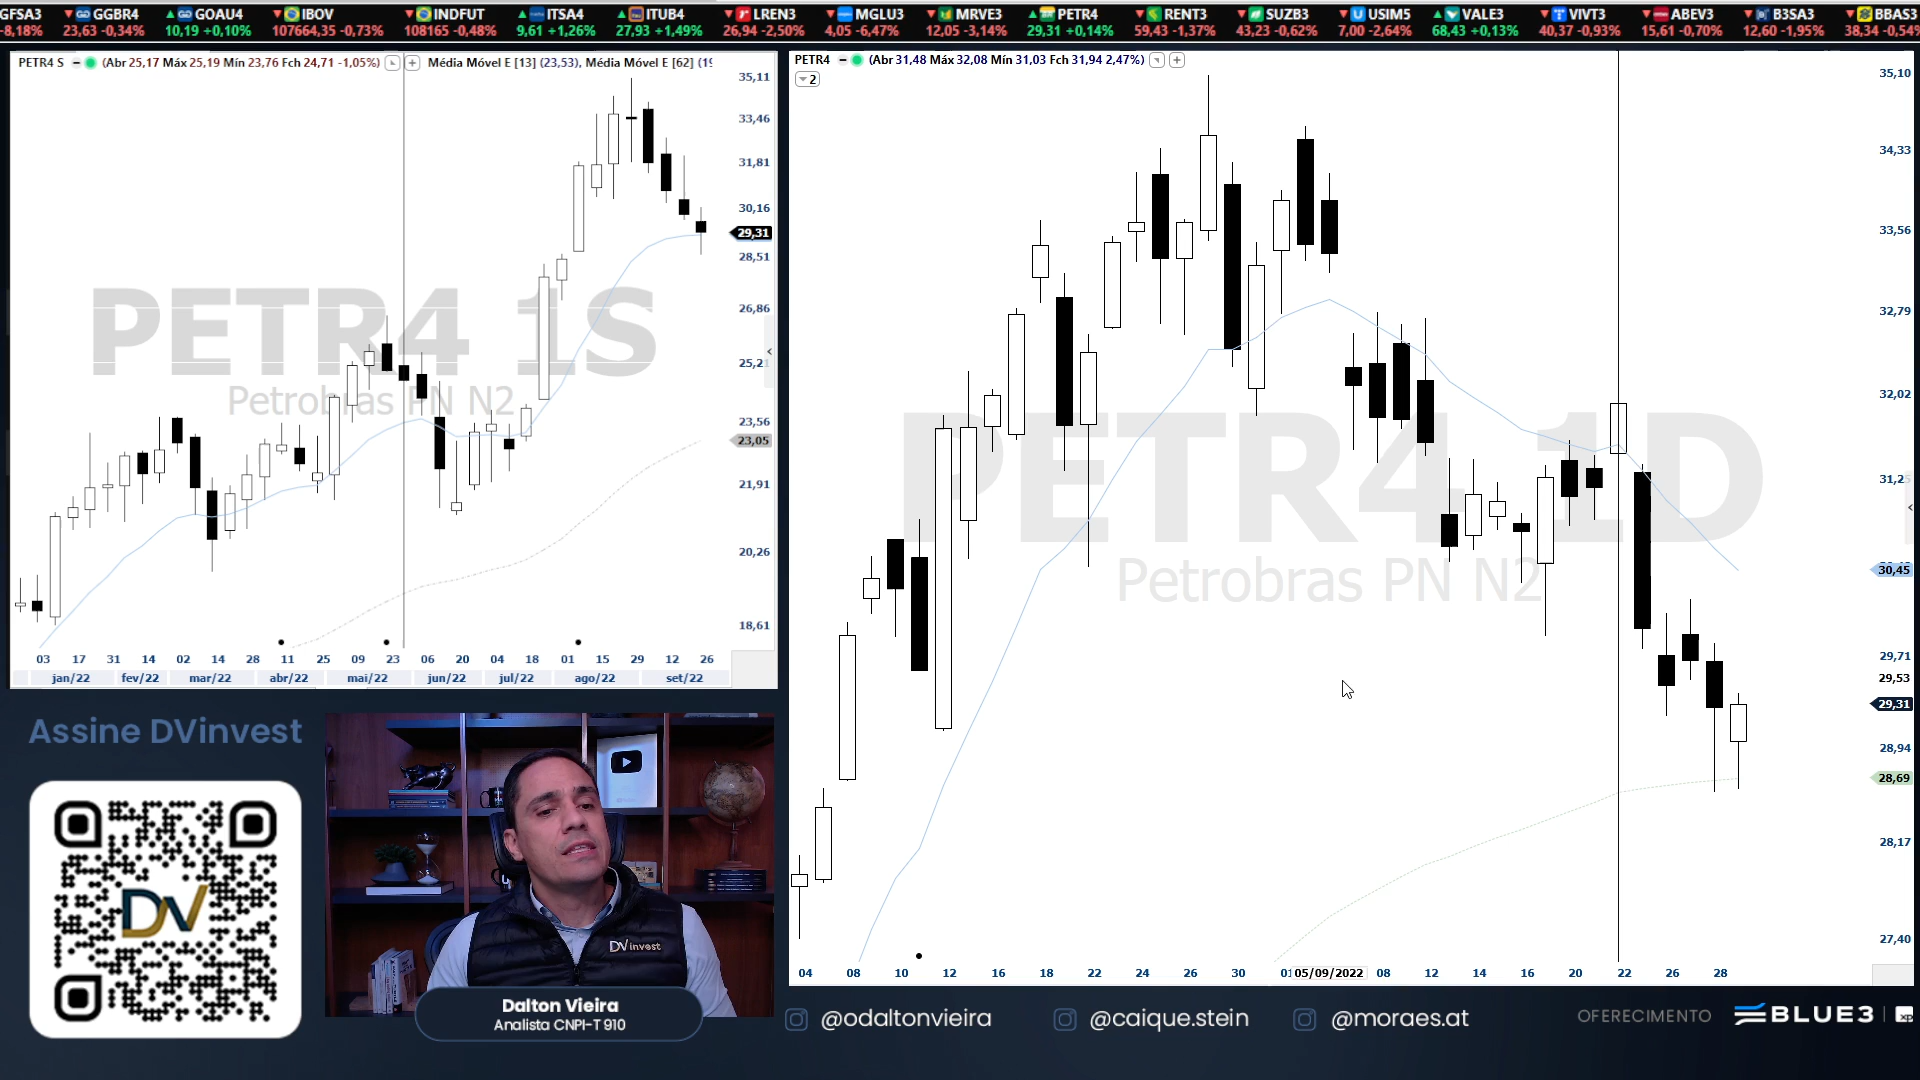 GFSA3 GGBR4 GOAU4 IBOV INDFUT ITSA4 ITUB4 LREN3 MGLU3 MRVE3 PETR4 RENT3 SUZB3 USIM5 VALE3 VIVT3 ABEV3 B3SA3 BBAS3
-8,18% 23,63 -0,34% 10,19 +0,10% 107664,35 -0,73% 108165 -0,48% 9,61 +1,26% 27,93 +1,49% 26,94 -2,50% 4,05 -6,47% 12,05 -3,14% 29,31 +0,14% 59,43 -1,37% 43,23 -0,62% 7,00 -2,64% 68,43 +0,13% 40,37 -0,93% 15,61 -0,70% 12,60 -1,95% 38,34 -0,54%
PETR4 S (Abr 25,17 Máx 25,19 Mín 23,76 Fch 24,71 -1,05%) Média Móvel E [13] (23,53), Média Móvel E [62] (19
35,11
33,46
31,81
30,16
29,31
28,51
26,86
25,21
23,56
23,05
21,91
20,26
18,61
PETR4 1S
Petrobras PN N2
03 17 31 14 02 14 28 11 25 09 23 06 20 04 18 01 15 29 12 26
jan/22 fev/22 mar/22 abr/22 mai/22 jun/22 jul/22 ago/22 set/22
PETR4 (Abr 31,48 Máx 32,08 Mín 31,03 Fch 31,94 2,47%)
2
35,10
34,33
33,56
32,79
32,02
31,2
30,45
29,71
29,53
29,31
28,94
28,69
28,17
27,40
PETR4 1D
Petrobras PN N2
04 08 10 12 16 18 22 24 26 30 01 05/09/2022 08 12 14 16 20 22 26 28
Assine DVinvest
DV
DVinvest
Dalton Vieira
Analista CNPI-T 910
@odaltonvieira @caique.stein @moraes.at
OFERECIMENTO BLUE3 xp